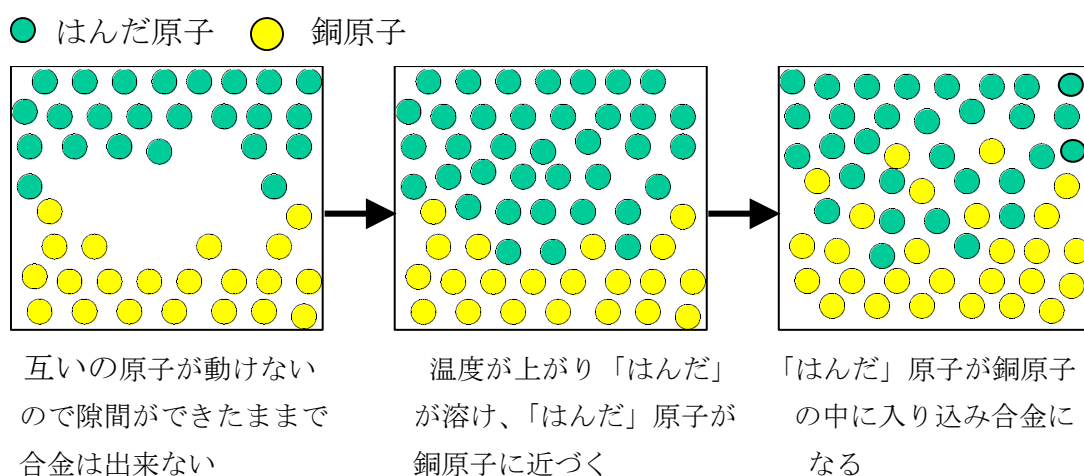 はんだ原子 銅原子
互いの原子が動けない
ので隙間ができたままで
合金は出来ない
温度が上がり「はんだ」
が溶け、「はんだ」原子が
銅原子に近づく
「はんだ」原子が銅原子
の中に入り込み合金に
なる